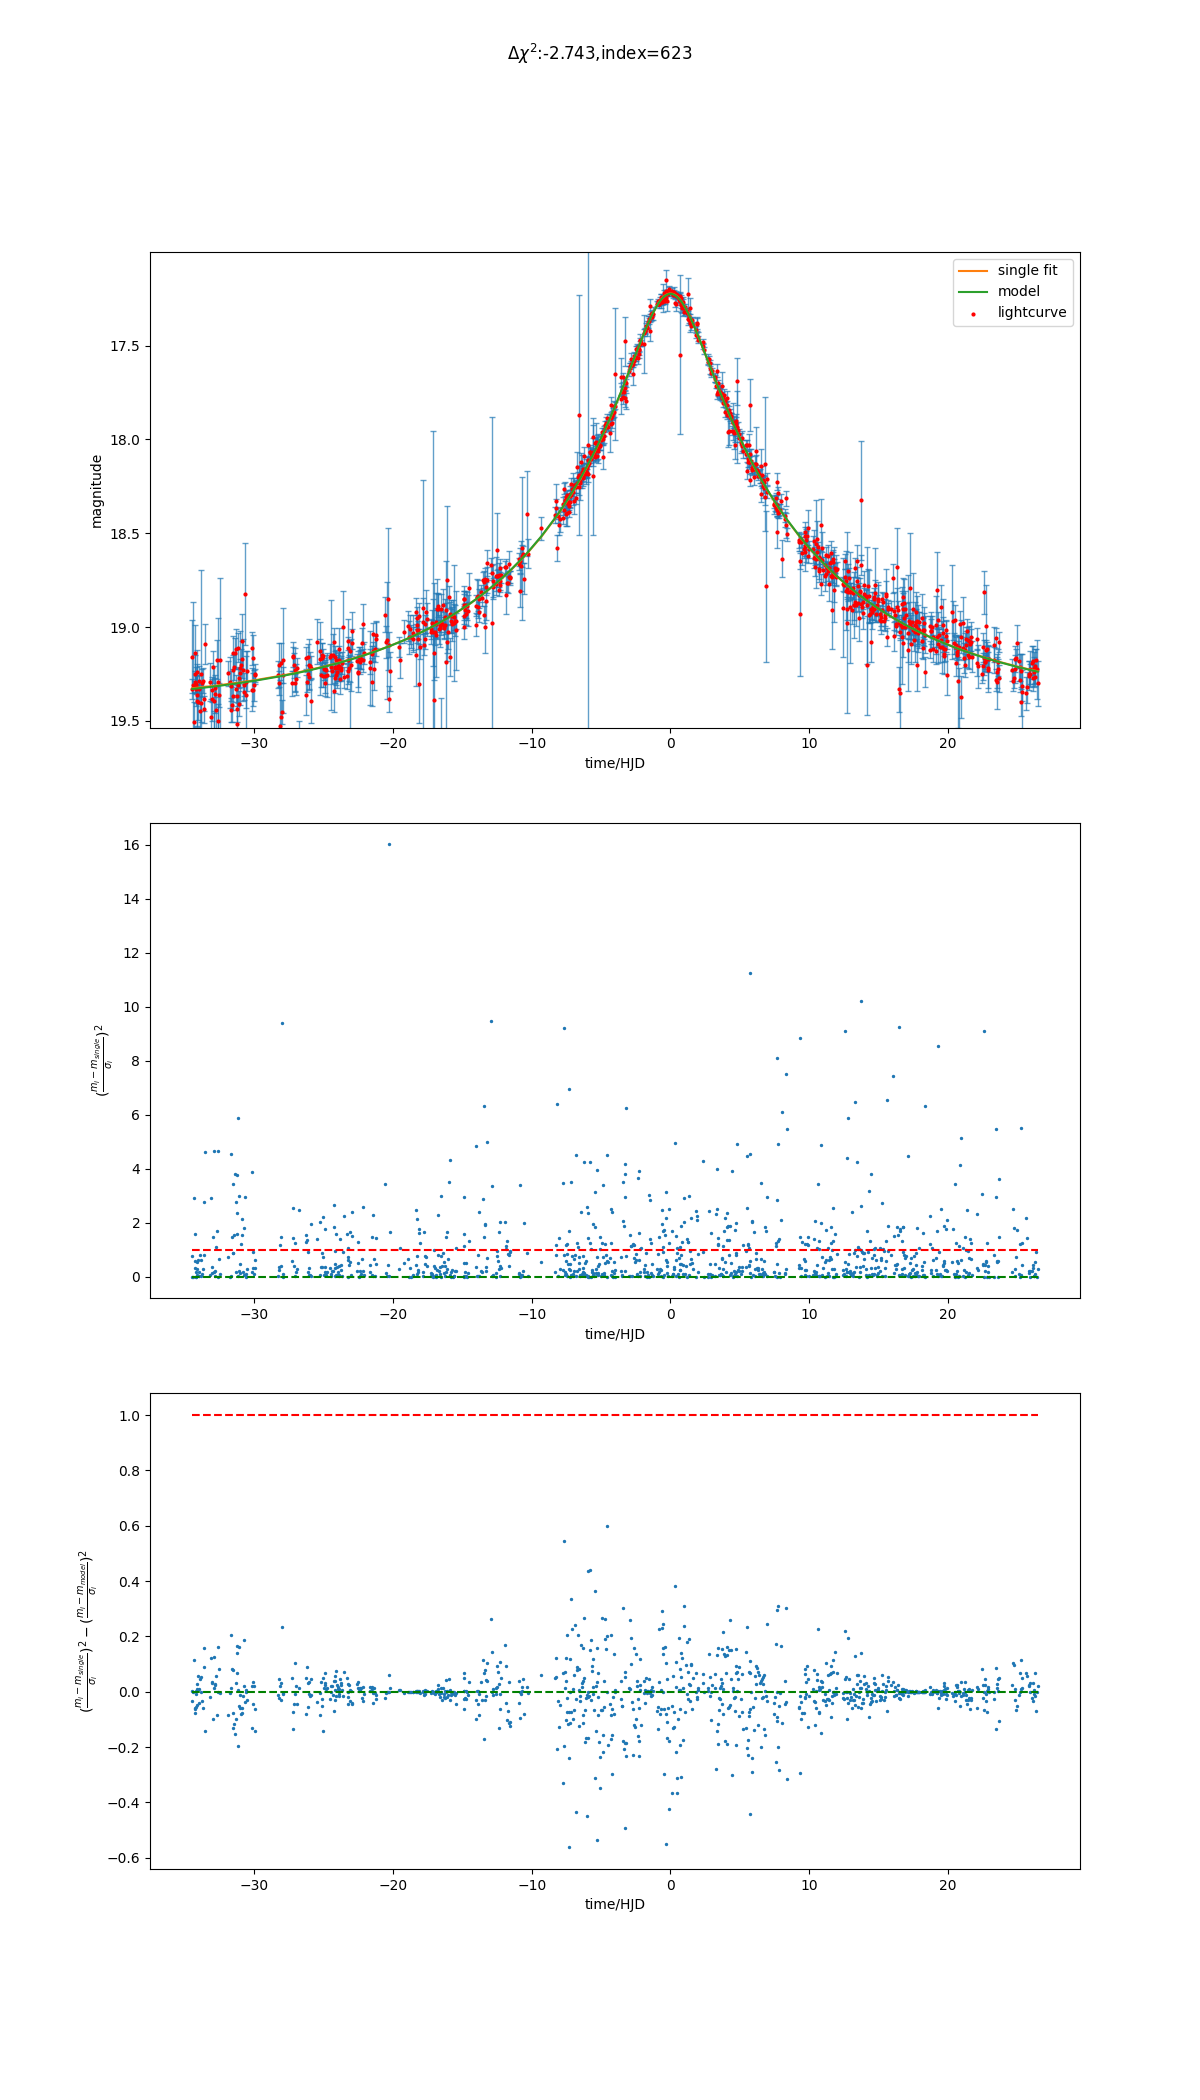 Δχ²:-2.743,index=623
single fit
model
lightcurve
magnitude
17.5
18.0
18.5
19.0
19.5
−30 −20 −10 0 10 20
time/HJD
(m_i − m_single / σ_i)²
16
14
12
10
8
6
4
2
0
−30 −20 −10 0 10 20
time/HJD
(m_i − m_single / σ_i)² − (m_i − m_model / σ_i)²
1.0
0.8
0.6
0.4
0.2
0.0
−0.2
−0.4
−0.6
−30 −20 −10 0 10 20
time/HJD